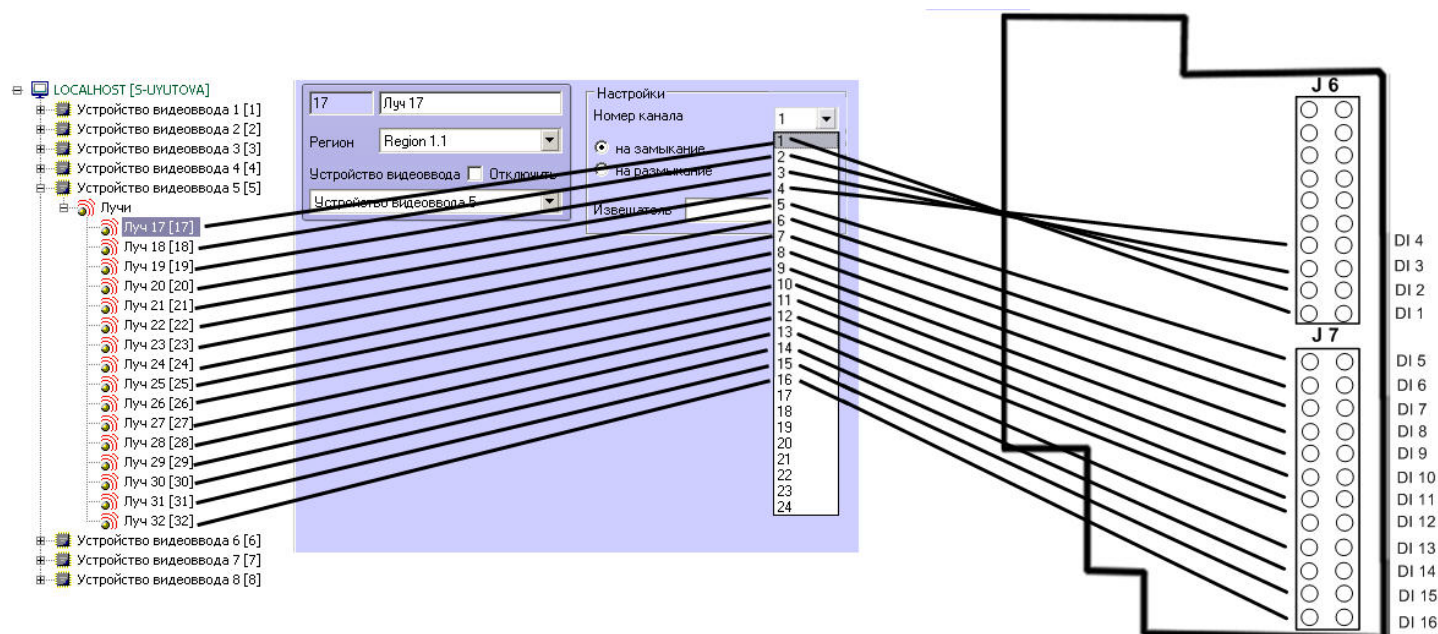 LOCALHOST [S-UYUTOVA]
Устройство видеоввода 1 [1]
Устройство видеоввода 2 [2]
Устройство видеоввода 3 [3]
Устройство видеоввода 4 [4]
Устройство видеоввода 5 [5]
Лучи
Луч 17 [17]
Луч 18 [18]
Луч 19 [19]
Луч 20 [20]
Луч 21 [21]
Луч 22 [22]
Луч 23 [23]
Луч 24 [24]
Луч 25 [25]
Луч 26 [26]
Луч 27 [27]
Луч 28 [28]
Луч 29 [29]
Луч 30 [30]
Луч 31 [31]
Луч 32 [32]
Устройство видеоввода 6 [6]
Устройство видеоввода 7 [7]
Устройство видеоввода 8 [8]
17 Луч 17
Регион Region 1.1
Устройство видеоввода Отключить
Устройство видеоввода 5
Настройки
Номер канала 1
на замыкание
на размыкание
Извещатель
1
2
3
4
5
6
7
8
9
10
11
12
13
14
15
16
17
18
19
20
21
22
23
24
J 6
DI 4
DI 3
DI 2
DI 1
J 7
DI 5
DI 6
DI 7
DI 8
DI 9
DI 10
DI 11
DI 12
DI 13
DI 14
DI 15
DI 16